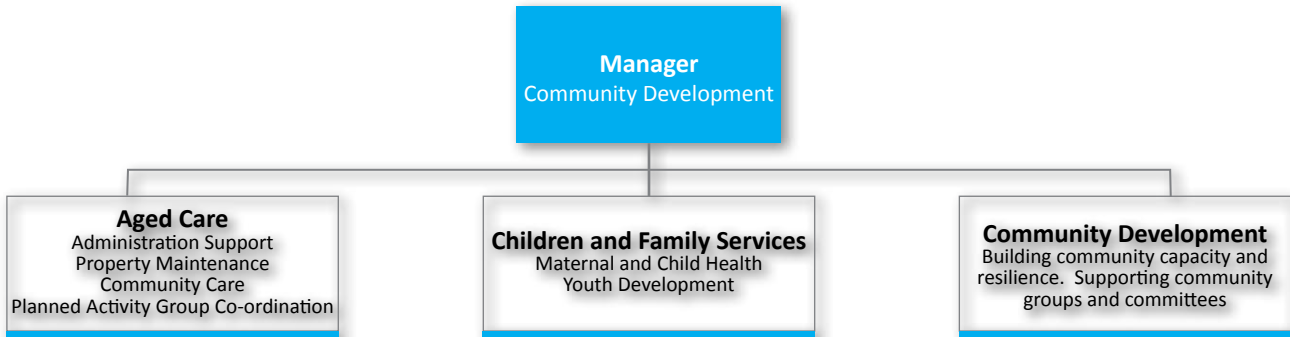 Manager
Community Development
Aged Care
Administration Support
Property Maintenance
Community Care
Planned Activity Group Co-ordination
Children and Family Services
Maternal and Child Health
Youth Development
Community Development
Building community capacity and
resilience.  Supporting community
groups and committees